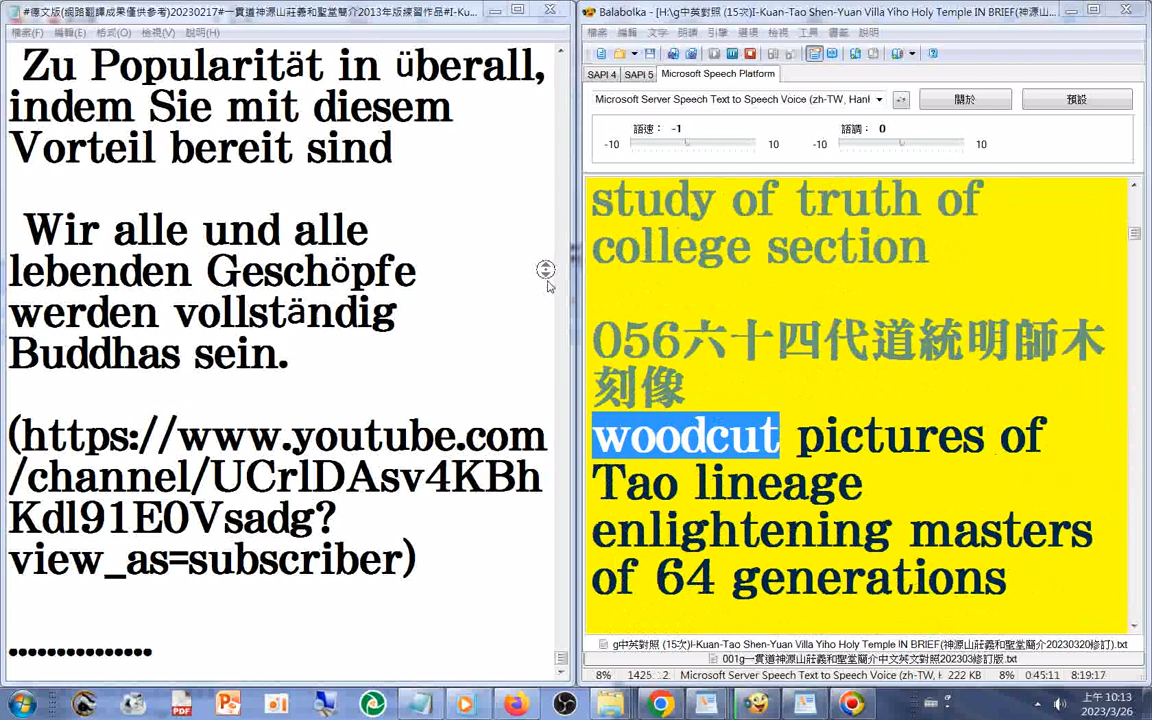 #德文版(網路翻譯成果僅供參考)20230217#一貫道神源山莊義和聖堂簡介2013年版練習作品#I-Ku...
檔案(F) 編輯(E) 格式(O) 檢視(V) 說明(H)
Zu Popularität in überall,
indem Sie mit diesem
Vorteil bereit sind
Wir alle und alle
lebenden Geschöpfe
werden vollständig
Buddhas sein.
(https://www.youtube.com
/channel/UCrlDAsv4KBh
Kdl91E0Vsadg?
view_as=subscriber)
...............
Balabolka - [H:\g中英對照 (15次)I-Kuan-Tao Shen-Yuan Villa Yiho Holy Temple IN BRIEF(神源山莊...
檔案 編輯 文字 朗讀 引擎 選項 檢視 工具 書籤 說明
SAPI 4 SAPI 5 Microsoft Speech Platform
Microsoft Server Speech Text to Speech Voice (zh-TW, Hanl 關於 預設
語速： -1 語調： 0
-10 10 -10 10
study of truth of
college section
056六十四代道統明師木
刻像
woodcut pictures of
Tao lineage
enlightening masters
of 64 generations
g中英對照 (15次)I-Kuan-Tao Shen-Yuan Villa Yiho Holy Temple IN BRIEF(神源山莊義和聖堂簡介20230320修訂).txt
001g一貫道神源山莊義和聖堂簡介中文英文對照202303修訂版.txt
8% 1425 Microsoft Server Speech Text to Speech Voice (zh-TW, H 222 KB 8% 0:45:11 8:19:17
上午 10:13
2023/3/26